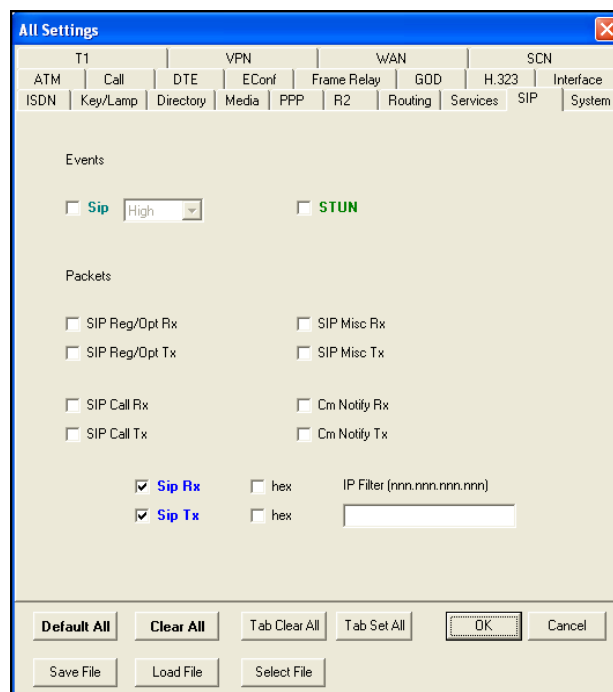 All Settings
T1 VPN WAN SCN
ATM Call DTE EConf Frame Relay GOD H.323 Interface
ISDN Key/Lamp Directory Media PPP R2 Routing Services SIP System
Events
Sip High STUN
Packets
SIP Reg/Opt Rx SIP Misc Rx
SIP Reg/Opt Tx SIP Misc Tx
SIP Call Rx Cm Notify Rx
SIP Call Tx Cm Notify Tx
Sip Rx hex IP Filter (nnn.nnn.nnn.nnn)
Sip Tx hex
Default All Clear All Tab Clear All Tab Set All OK Cancel
Save File Load File Select File